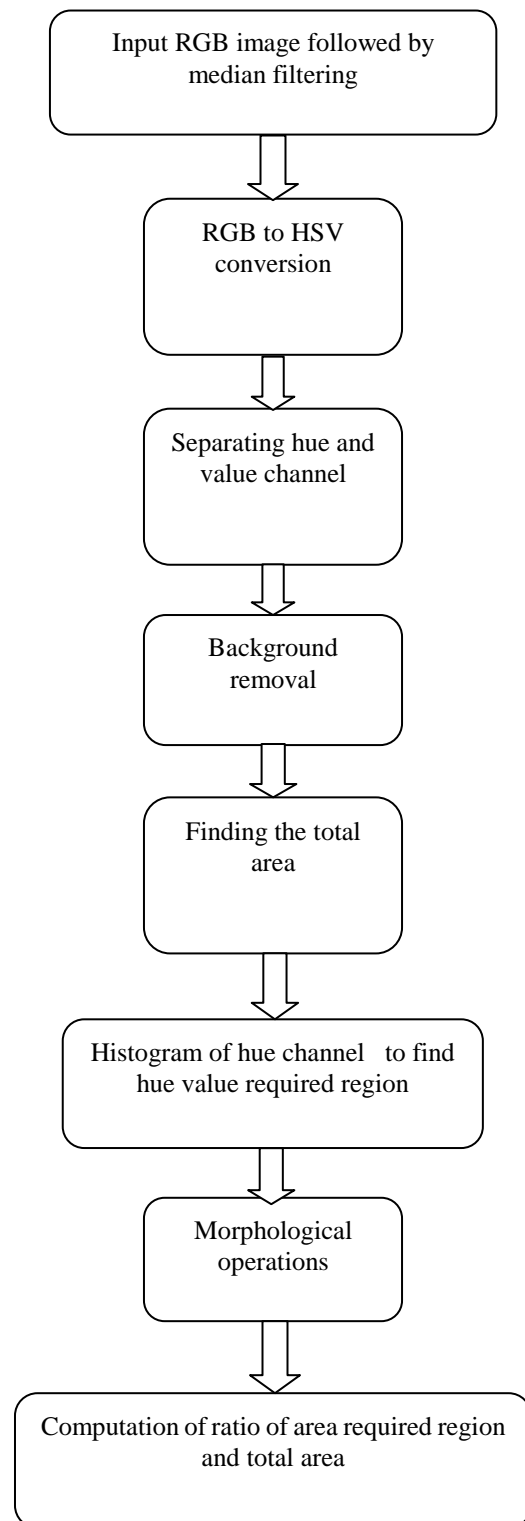 Input RGB image followed by
median filtering
RGB to HSV
conversion
Separating hue and
value channel
Background
removal
Finding the total
area
Histogram of hue channel   to find
hue value required region
Morphological
operations
Computation of ratio of area required region
and total area